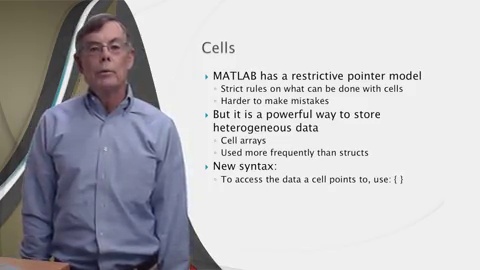 Cells
MATLAB has a restrictive pointer model
Strict rules on what can be done with cells
Harder to make mistakes
But it is a powerful way to store
heterogeneous data
Cell arrays
Used more frequently than structs
New syntax:
To access the data a cell points to, use: { }